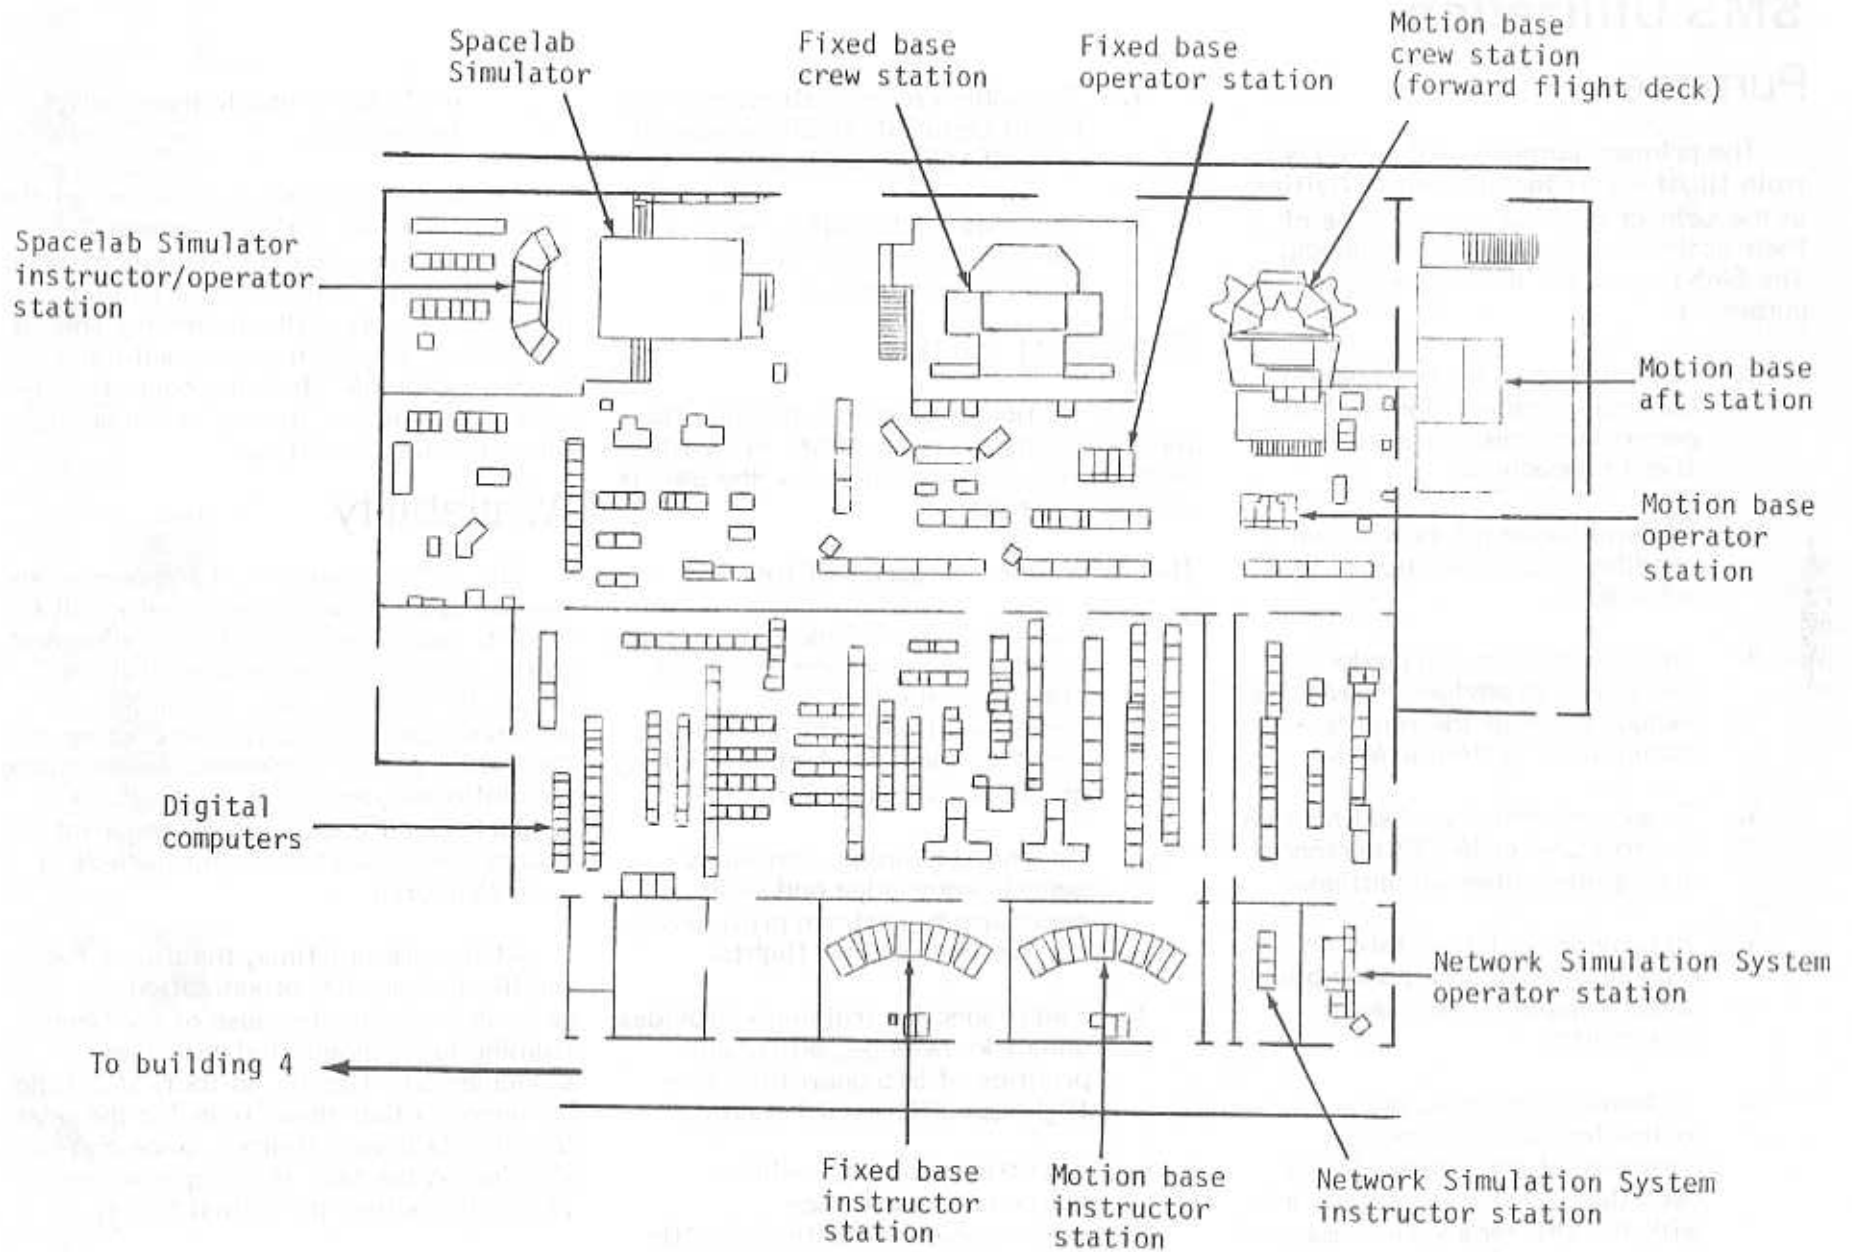 Spacelab
Simulator
Fixed base
crew station
Fixed base
operator station
Motion base
crew station
(forward flight deck)
Spacelab Simulator
instructor/operator
station
Motion base
aft station
Motion base
operator
station
Digital
computers
Network Simulation System
operator station
To building 4
Fixed base
instructor
station
Motion base
instructor
station
Network Simulation System
instructor station